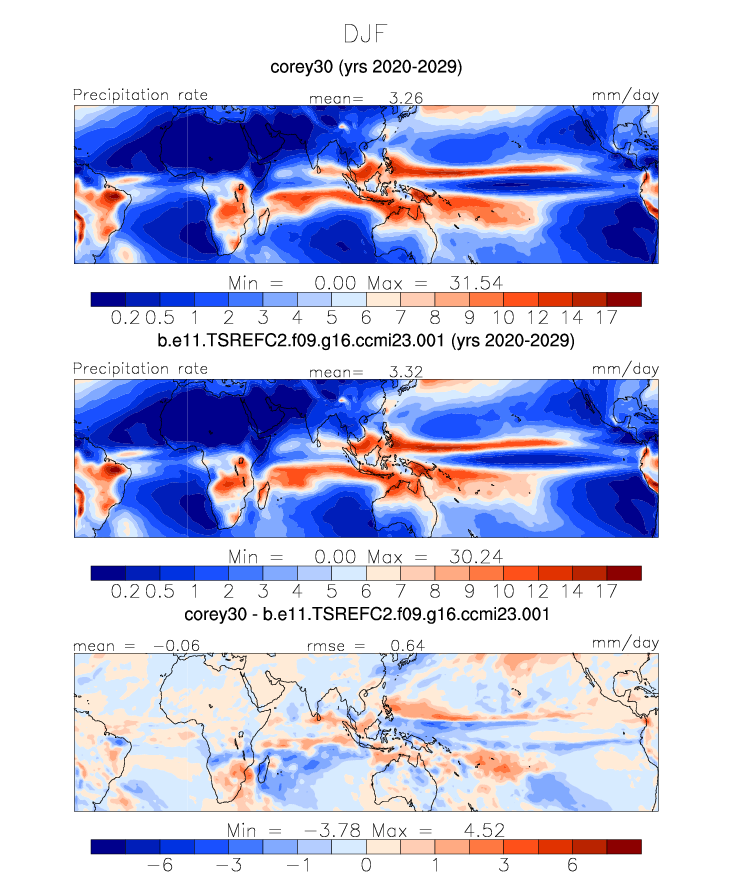 DJF
corey30 (yrs 2020-2029)
Precipitation rate mean= 3.26 mm/day
Min = 0.00 Max = 31.54
0.2 0.5 1 2 3 4 5 6 7 8 9 10 12 14 17
b.e11.TSREFC2.f09.g16.ccmi23.001 (yrs 2020-2029)
Precipitation rate mean= 3.32 mm/day
Min = 0.00 Max = 30.24
0.2 0.5 1 2 3 4 5 6 7 8 9 10 12 14 17
corey30 - b.e11.TSREFC2.f09.g16.ccmi23.001
mean = -0.06 rmse = 0.64 mm/day
Min = -3.78 Max = 4.52
-6 -3 -1 0 1 3 6